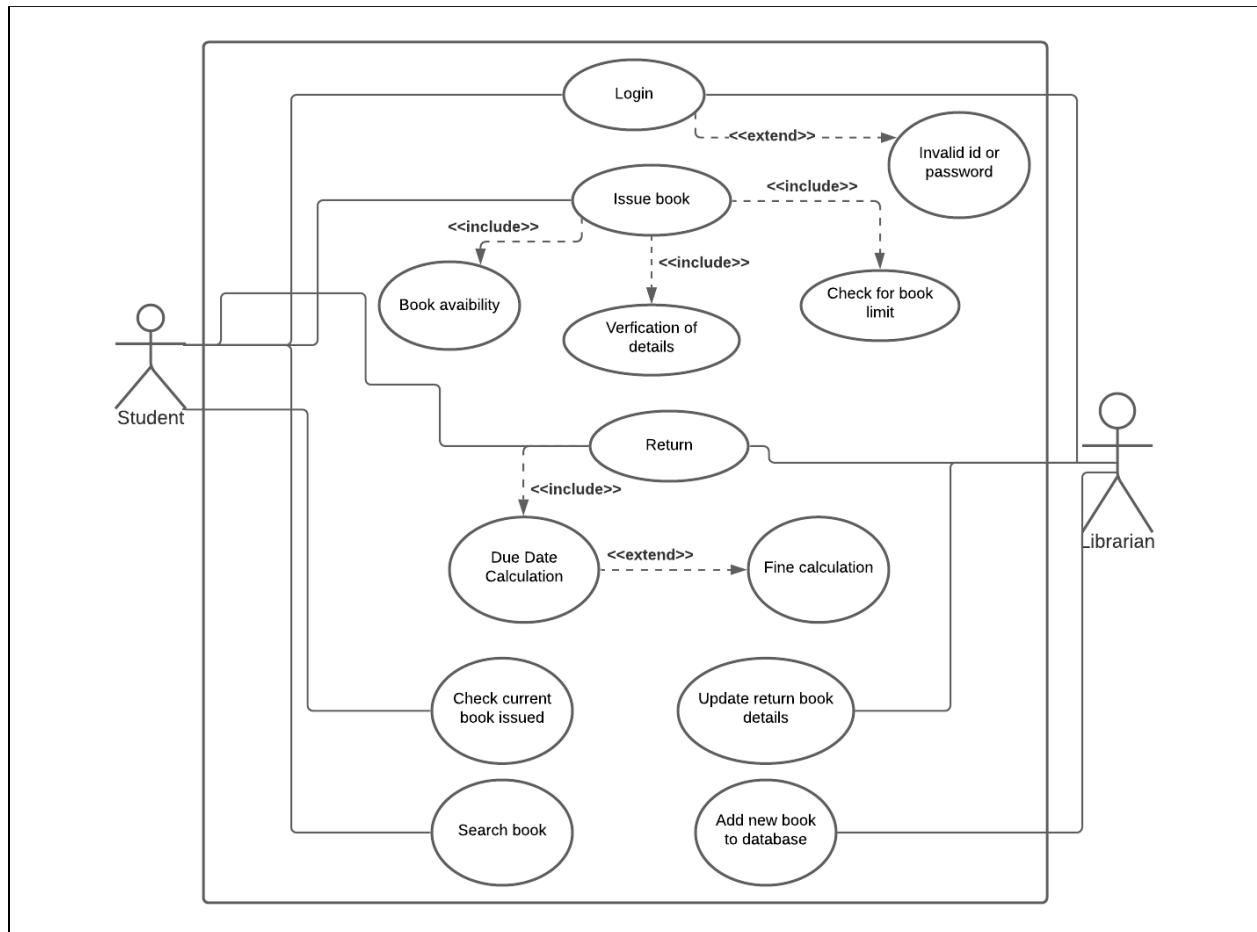 Login
<<extend>>
Invalid id or
password
<<include>>
Issue book
<<include>>
<<include>>
Book avaibility
Check for book
limit
Verfication of
details
Student
Return
<<include>>
Librarian
Due Date
Calculation
<<extend>>
Fine calculation
Check current
book issued
Update return book
details
Search book
Add new book
to database